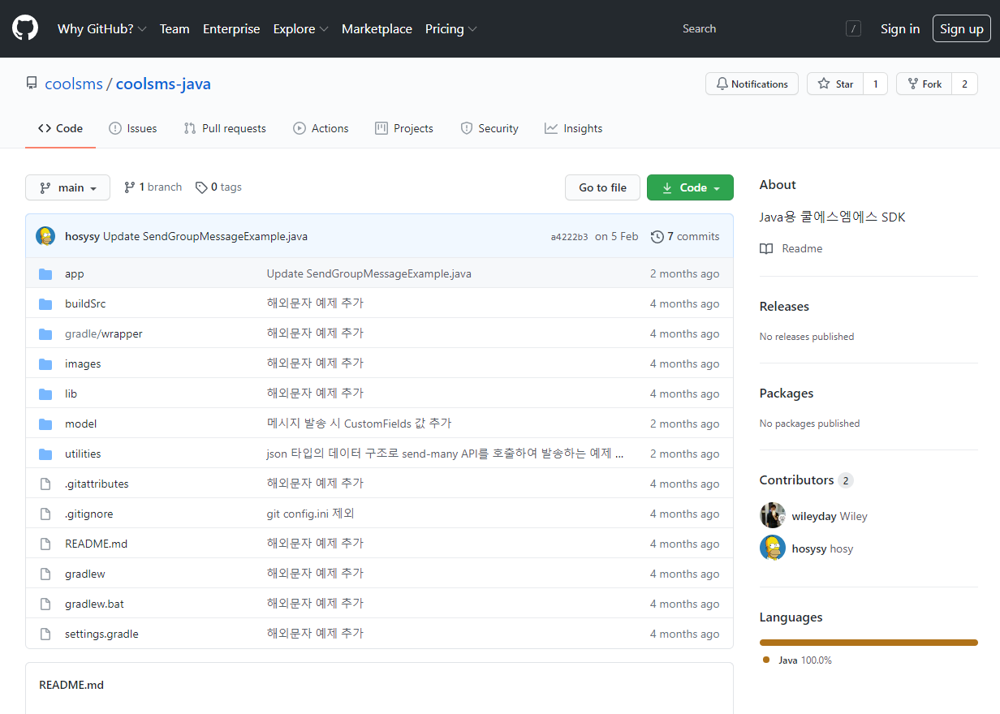 Why GitHub? Team Enterprise Explore Marketplace Pricing Search / Sign in Sign up
coolsms / coolsms-java Notifications Star 1 Fork 2
Code Issues Pull requests Actions Projects Security Insights
main 1 branch 0 tags Go to file Code
hosysy Update SendGroupMessageExample.java a4222b3 on 5 Feb 7 commits
app Update SendGroupMessageExample.java 2 months ago
buildSrc 해외문자 예제 추가 4 months ago
gradle/wrapper 해외문자 예제 추가 4 months ago
images 해외문자 예제 추가 4 months ago
lib 해외문자 예제 추가 4 months ago
model 메시지 발송 시 CustomFields 값 추가 2 months ago
utilities json 타입의 데이터 구조로 send-many API를 호출하여 발송하는 예제 ... 2 months ago
.gitattributes 해외문자 예제 추가 4 months ago
.gitignore git config.ini 제외 4 months ago
README.md 해외문자 예제 추가 4 months ago
gradlew 해외문자 예제 추가 4 months ago
gradlew.bat 해외문자 예제 추가 4 months ago
settings.gradle 해외문자 예제 추가 4 months ago
README.md
About
Java용 쿨에스엠에스 SDK
Readme
Releases
No releases published
Packages
No packages published
Contributors 2
wileyday Wiley
hosysy hosy
Languages
Java 100.0%